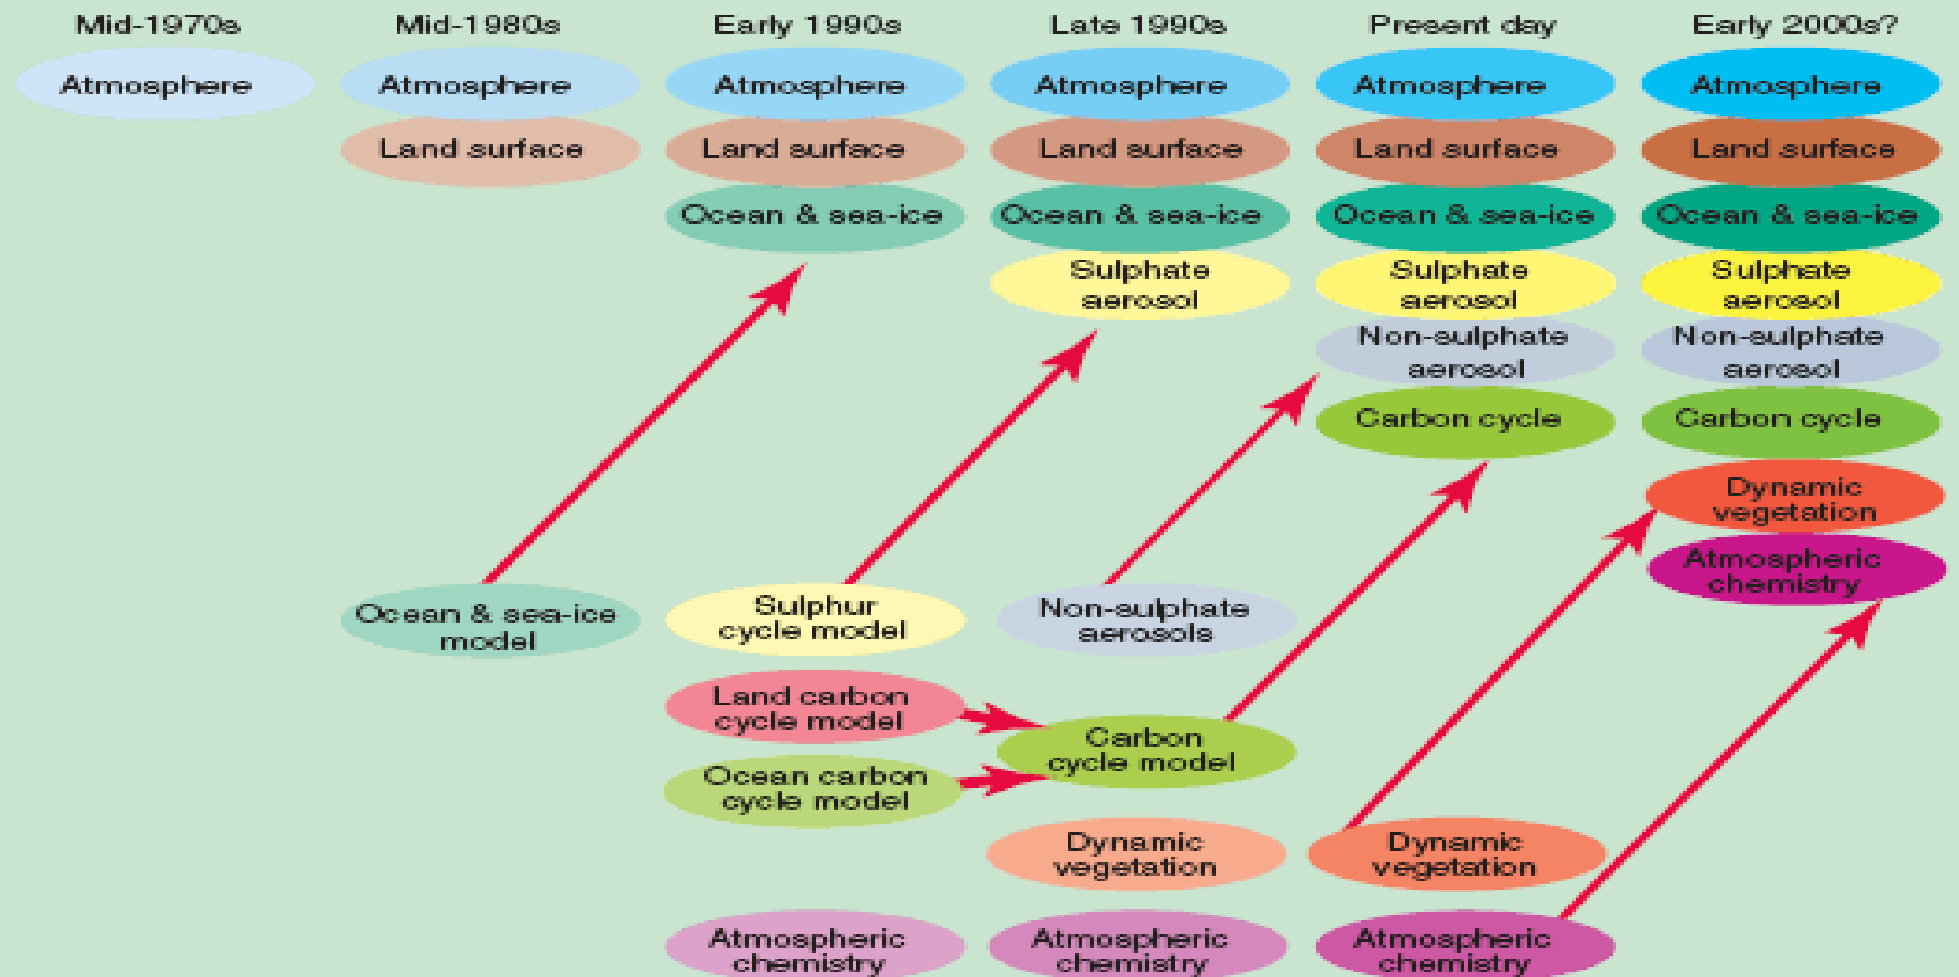 Mid-1970s
Mid-1980s
Early 1990s
Late 1990s
Present day
Early 2000s?
Atmosphere
Atmosphere
Atmosphere
Atmosphere
Atmosphere
Atmosphere
Land surface
Land surface
Land surface
Land surface
Land surface
Ocean & sea-ice
Ocean & sea-ice
Ocean & sea-ice
Ocean & sea-ice
Sulphate
aerosol
Sulphate
aerosol
Sulphate
aerosol
Non-sulphate
aerosol
Non-sulphate
aerosol
Carbon cycle
Carbon cycle
Dynamic
vegetation
Atmospheric
chemistry
Ocean & sea-ice
model
Sulphur
cycle model
Non-sulphate
aerosols
Land carbon
cycle model
Carbon
cycle model
Ocean carbon
cycle model
Dynamic
vegetation
Dynamic
vegetation
Atmospheric
chemistry
Atmospheric
chemistry
Atmospheric
chemistry